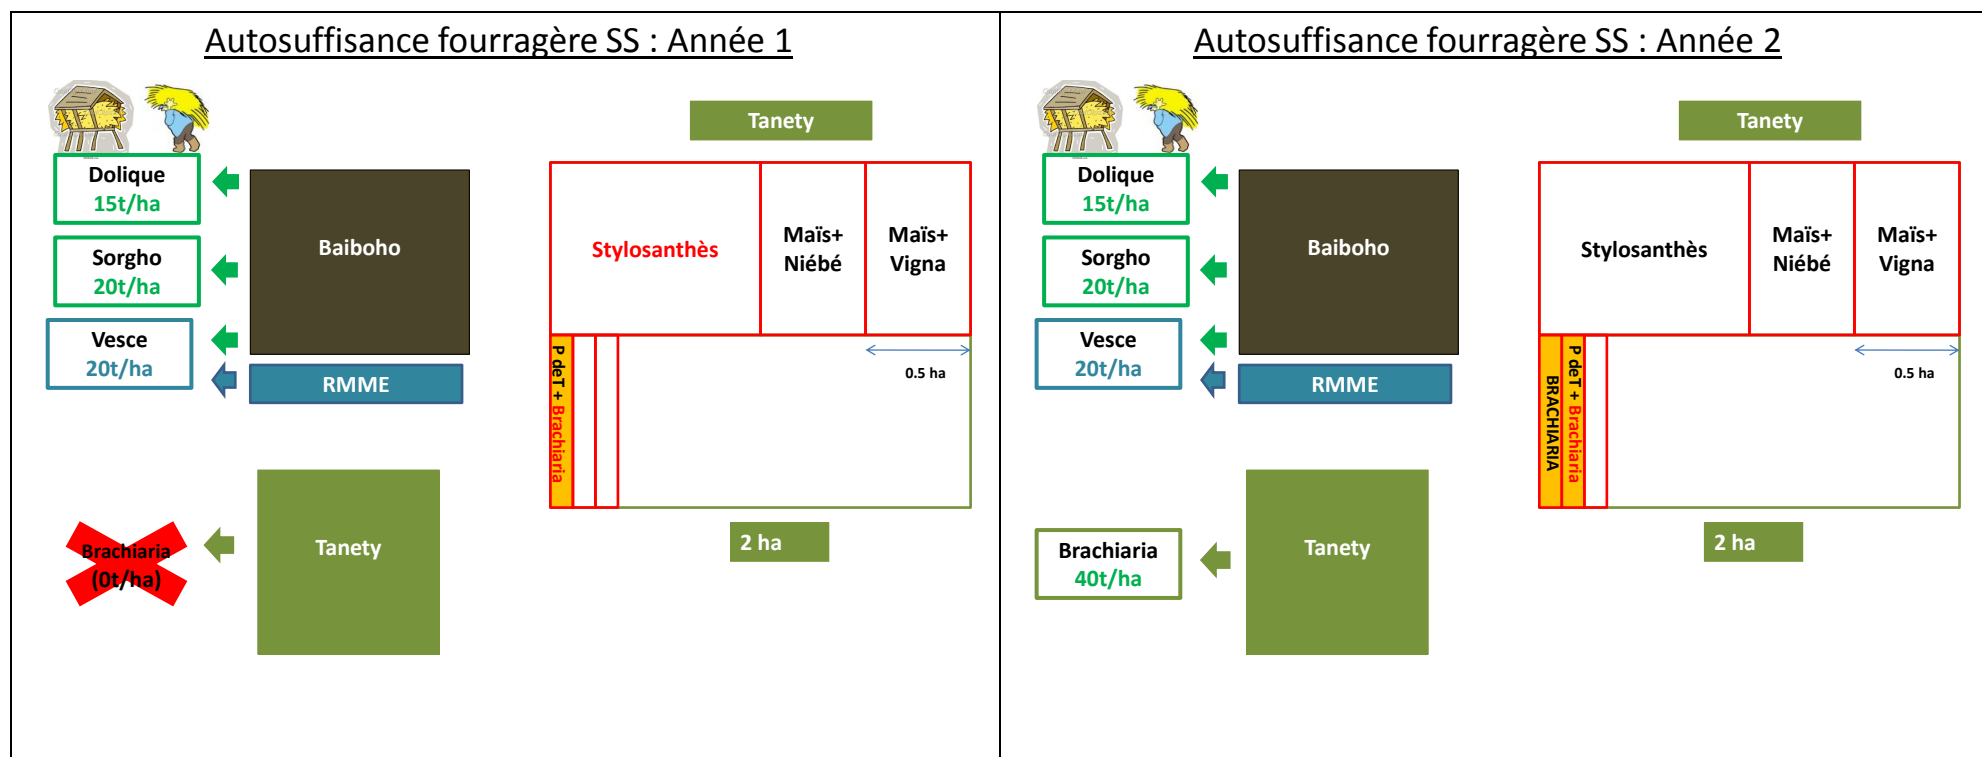 Autosuffisance fourragère SS : Année 1
Tanety
Dolique
15t/ha
Sorgho
20t/ha
Vesce
20t/ha
Baiboho
RMME
Stylosanthès
Maïs+
Niébé
Maïs+
Vigna
0.5 ha
P deT + Brachiaria
Brachiaria
(0t/ha)
Tanety
2 ha
Autosuffisance fourragère SS : Année 2
Tanety
Dolique
15t/ha
Sorgho
20t/ha
Vesce
20t/ha
Baiboho
RMME
Stylosanthès
Maïs+
Niébé
Maïs+
Vigna
0.5 ha
P deT + Brachiaria
BRACHIARIA
Brachiaria
40t/ha
Tanety
2 ha